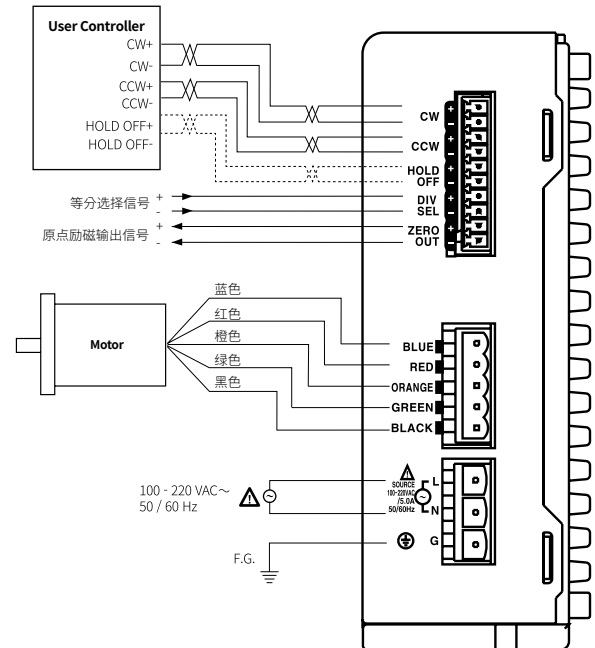 User Controller
CW+
CW-
CCW+
CCW-
HOLD OFF+
HOLD OFF-
等分选择信号 +
-
原点励磁输出信号 +
-
CW
+
-
CCW
+
-
HOLD
OFF
+
-
DIV
SEL
+
-
ZERO
OUT
+
-
Motor
蓝色
红色
橙色
绿色
黑色
BLUE
RED
ORANGE
GREEN
BLACK
100 - 220 VAC~
50 / 60 Hz
F.G.
SOURCE
100-220VAC
/5.0A
50/60Hz
L
N
G